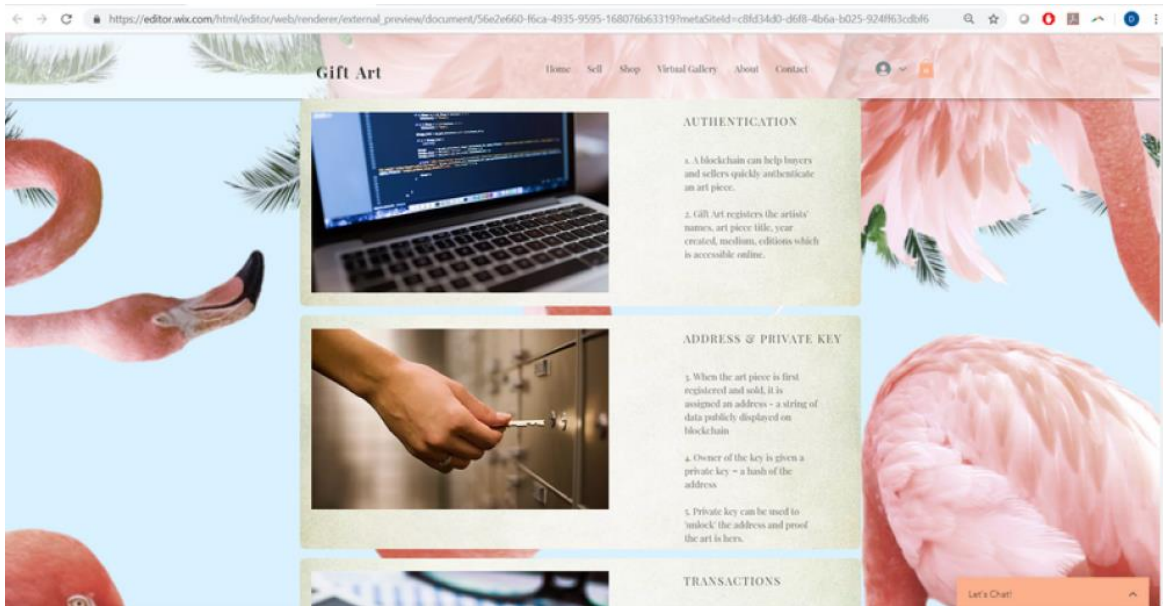 https://editor.wix.com/html/editor/web/renderer/external_preview/document/56e2e660-f6ca-4935-9595-168076b63319?metaSiteId=c8fd34d0-d6f8-4b6a-b025-924ff63cdbf6
Gift Art
Home Sell Shop Virtual Gallery About Contact
AUTHENTICATION
1. A blockchain can help buyers
and sellers quickly authenticate
an art piece.
2. Gift Art registers the artists'
names, art piece title, year
created, medium, editions which
is accessible online.
ADDRESS & PRIVATE KEY
3. When the art piece is first
registered and sold, it is
assigned an address - a string of
data publicly displayed on
blockchain
4. Owner of the key is given a
private key - a hash of the
address
5. Private key can be used to
'unlock' the address and proof
the art is hers.
TRANSACTIONS
Let's Chat!